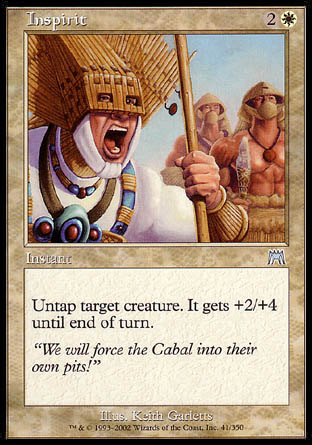 Inspirit 2
Instant
Untap target creature. It gets +2/+4
until end of turn.
“We will force the Cabal into their
own pits!”
Illus. Keith Garletts
™ & © 1993-2002 Wizards of the Coast, Inc. 41/350